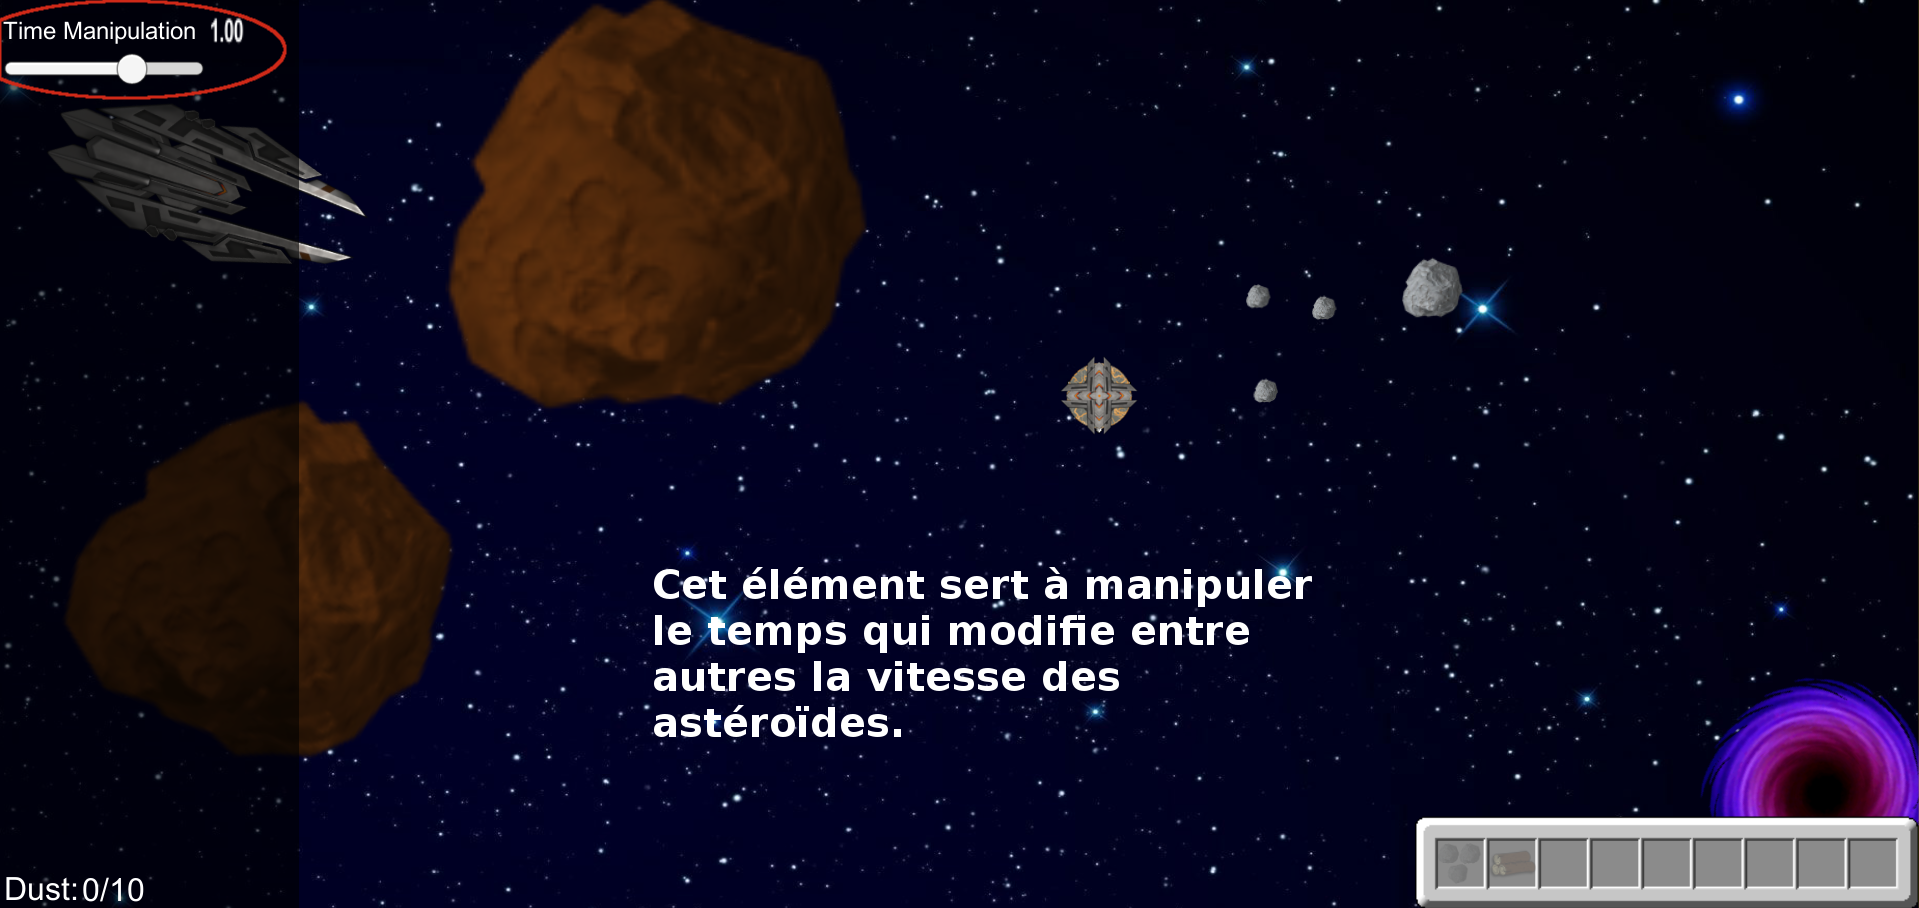 Time Manipulation 1.00
Cet élément sert à manipuler
le temps qui modifie entre
autres la vitesse des
astéroïdes.
Dust:0/10